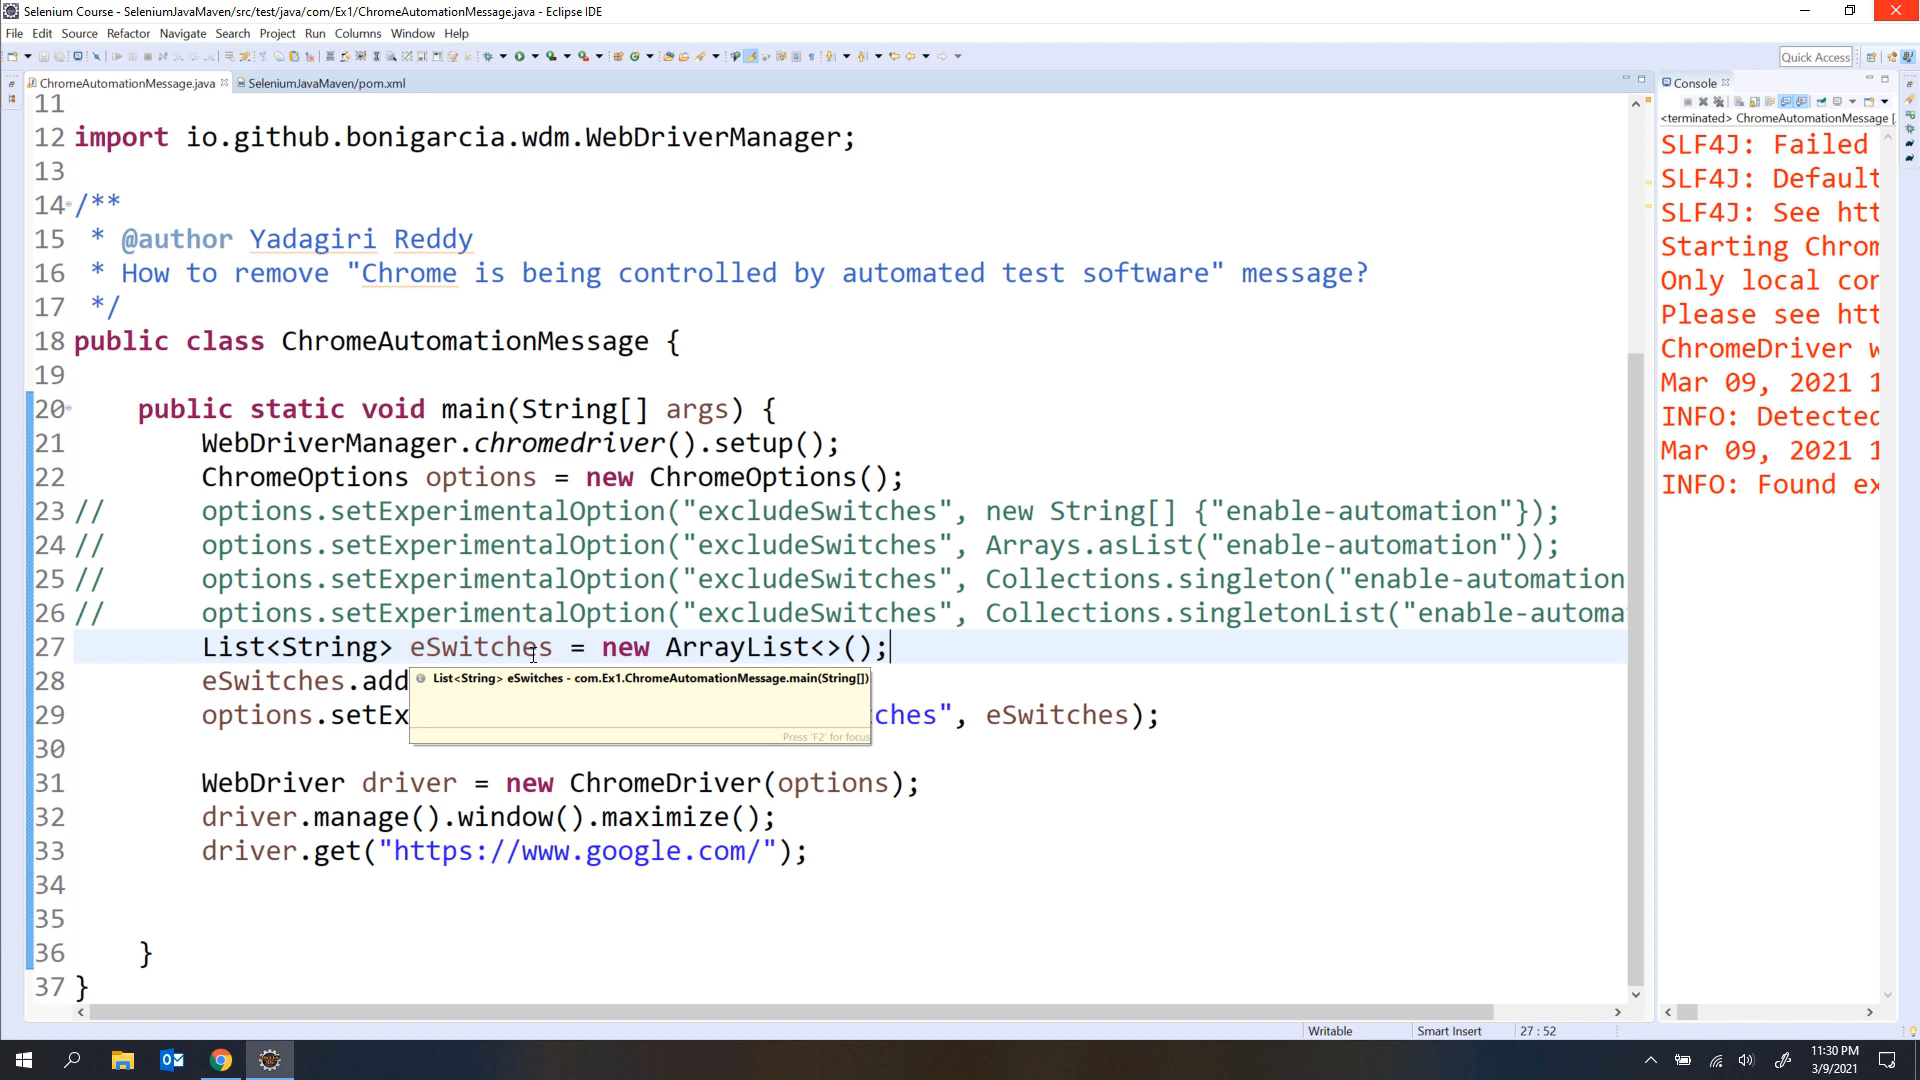 Selenium Course - SeleniumJavaMaven/src/test/java/com/Ex1/ChromeAutomationMessage.java - Eclipse IDE
File Edit Source Refactor Navigate Search Project Run Columns Window Help
Quick Access
ChromeAutomationMessage.java SeleniumJavaMaven/pom.xml
11
12 import io.github.bonigarcia.wdm.WebDriverManager;
13
14 /**
15 * @author Yadagiri Reddy
16 * How to remove "Chrome is being controlled by automated test software" message?
17 */
18 public class ChromeAutomationMessage {
19
20 public static void main(String[] args) {
21 WebDriverManager.chromedriver().setup();
22 ChromeOptions options = new ChromeOptions();
23 // options.setExperimentalOption("excludeSwitches", new String[] {"enable-automation"});
24 // options.setExperimentalOption("excludeSwitches", Arrays.asList("enable-automation"));
25 // options.setExperimentalOption("excludeSwitches", Collections.singleton("enable-automation
26 // options.setExperimentalOption("excludeSwitches", Collections.singletonList("enable-automa
27 List<String> eSwitches = new ArrayList<>();
28 eSwitches.add
List<String> eSwitches - com.Ex1.ChromeAutomationMessage.main(String[])
29 options.setEx tches", eSwitches);
Press 'F2' for focus
30
31 WebDriver driver = new ChromeDriver(options);
32 driver.manage().window().maximize();
33 driver.get("https://www.google.com/");
34
35
36 }
37 }
Console
<terminated> ChromeAutomationMessage [
SLF4J: Failed
SLF4J: Default
SLF4J: See htt
Starting Chrom
Only local con
Please see htt
ChromeDriver w
Mar 09, 2021 1
INFO: Detected
Mar 09, 2021 1
INFO: Found ex
Writable Smart Insert 27 : 52
11:30 PM
3/9/2021